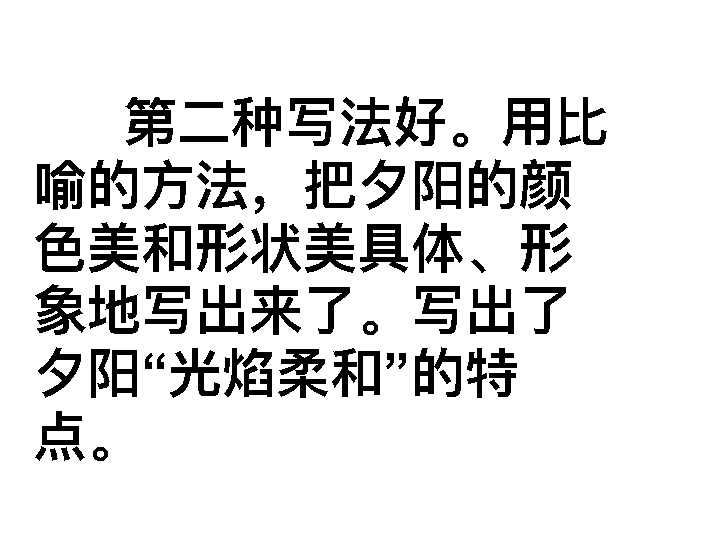 第二种写法好。用比
喻的方法，把夕阳的颜
色美和形状美具体、形
象地写出来了。写出了
夕阳“光焰柔和”的特
点。